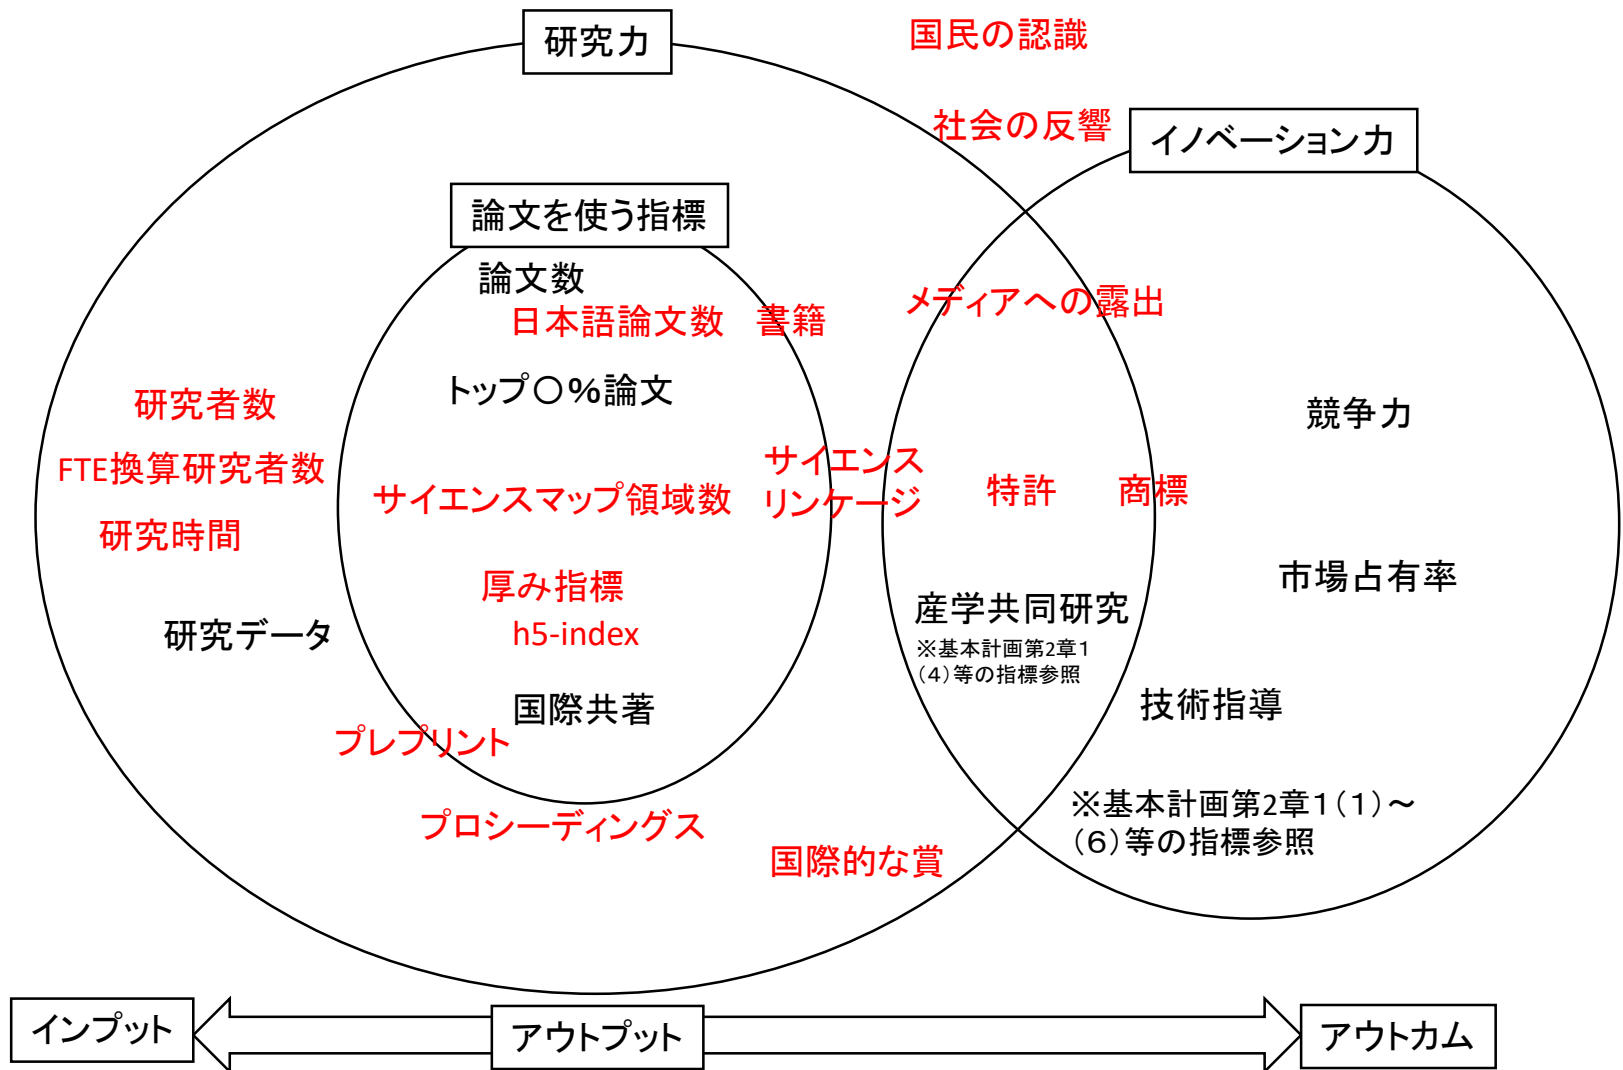 研究力
国民の認識
社会の反響
イノベーション力
論文を使う指標
論文数
日本語論文数 書籍
メディアへの露出
トップ〇%論文
研究者数
競争力
FTE換算研究者数
サイエンス
リンケージ
サイエンスマップ領域数
特許 商標
研究時間
厚み指標
h5-index
市場占有率
産学共同研究
※基本計画第2章1
(4)等の指標参照
研究データ
国際共著
技術指導
プレプリント
プロシーディングス
※基本計画第2章1(1)～
(6)等の指標参照
国際的な賞
インプット
アウトプット
アウトカム